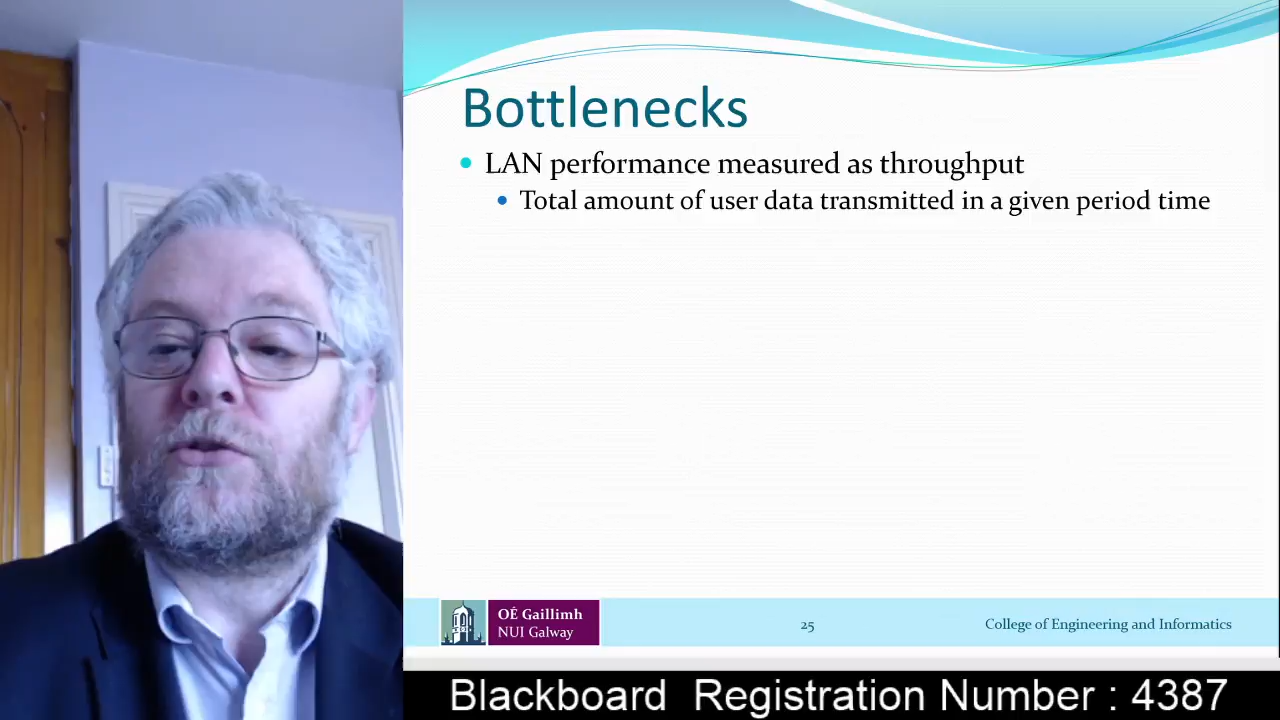 Bottlenecks
LAN performance measured as throughput
Total amount of user data transmitted in a given period time
OÉ Gaillimh
NUI Galway
25
College of Engineering and Informatics
Blackboard Registration Number : 4387